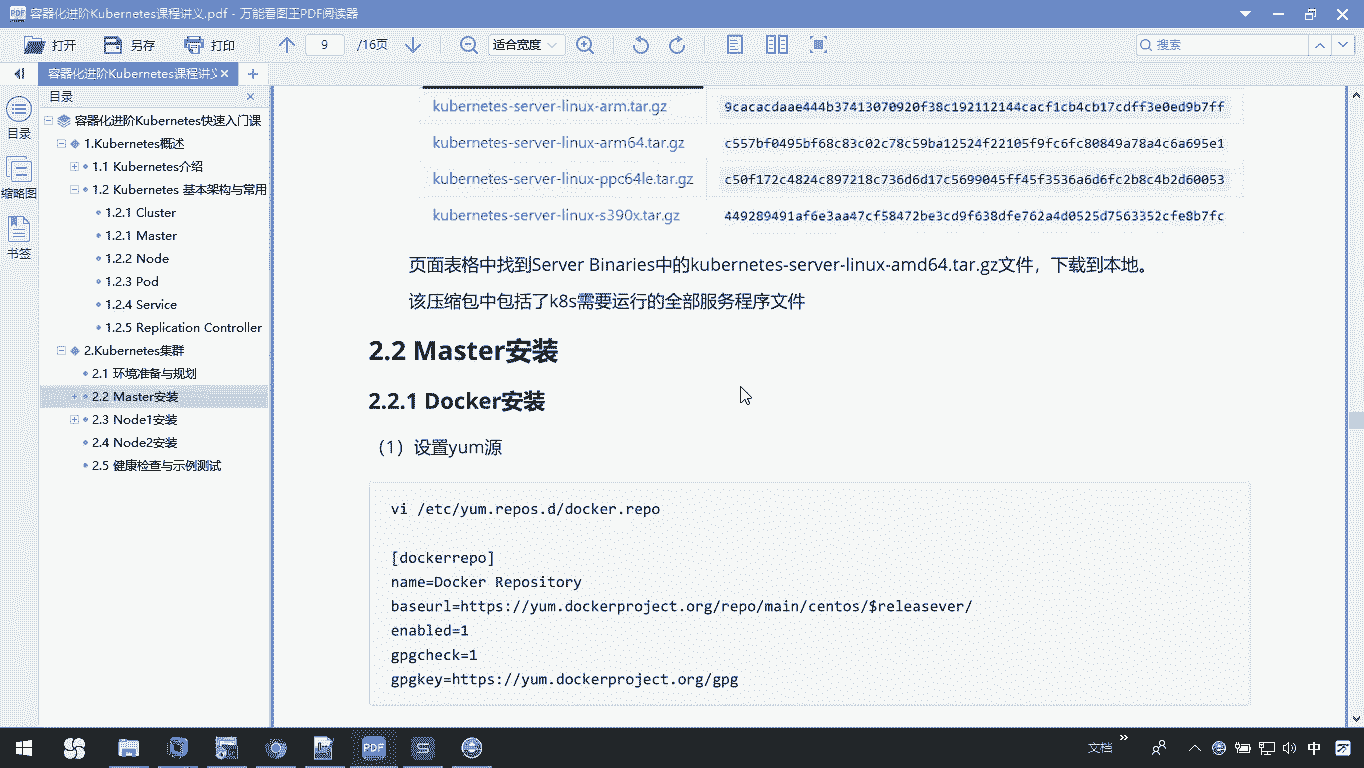 容器化进阶Kubernetes课程讲义.pdf - 万能看图王PDF阅读器
打开 另存 打印 9 /16页 适合宽度 搜索
容器化进阶Kubernetes课程讲义
目录
目录
缩略图
书签
容器化进阶Kubernetes快速入门课
1.Kubernetes概述
1.1 Kubernetes介绍
1.2 Kubernetes 基本架构与常用
1.2.1 Cluster
1.2.1 Master
1.2.2 Node
1.2.3 Pod
1.2.4 Service
1.2.5 Replication Controller
2.Kubernetes集群
2.1 环境准备与规划
2.2 Master安装
2.3 Node1安装
2.4 Node2安装
2.5 健康检查与示例测试
kubernetes-server-linux-arm.tar.gz 9cacacdaae444b37413070920f38c192112144cacf1cb4cb17cdff3e0ed9b7ff
kubernetes-server-linux-arm64.tar.gz c557bf0495bf68c83c02c78c59ba12524f22105f9fc6fc80849a78a4c6a695e1
kubernetes-server-linux-ppc64le.tar.gz c50f172c4824c897218c736d6d17c5699045ff45f3536a6d6fc2b8c4b2d60053
kubernetes-server-linux-s390x.tar.gz 449289491af6e3aa47cf58472be3cd9f638dfe762a4d0525d7563352cfe8b7fc
页面表格中找到Server Binaries中的kubernetes-server-linux-amd64.tar.gz文件，下载到本地。
该压缩包中包括了k8s需要运行的全部服务程序文件
2.2 Master安装
2.2.1 Docker安装
（1）设置yum源
vi /etc/yum.repos.d/docker.repo
[dockerrepo]
name=Docker Repository
baseurl=https://yum.dockerproject.org/repo/main/centos/$releasever/
enabled=1
gpgcheck=1
gpgkey=https://yum.dockerproject.org/gpg
PDF
文档
中